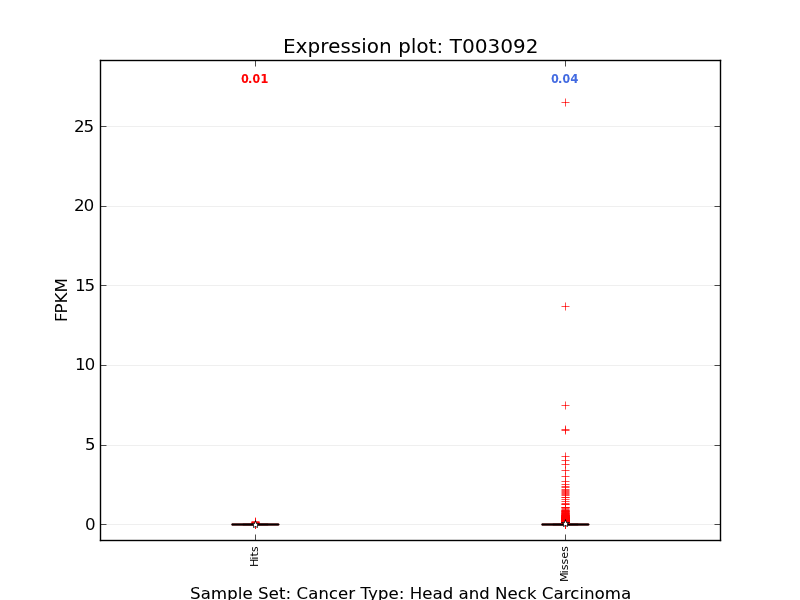 Expression plot: T003092
0.01
0.04
25
20
15
10
5
0
FPKM
Hits
Misses
Sample Set: Cancer Type: Head and Neck Carcinoma